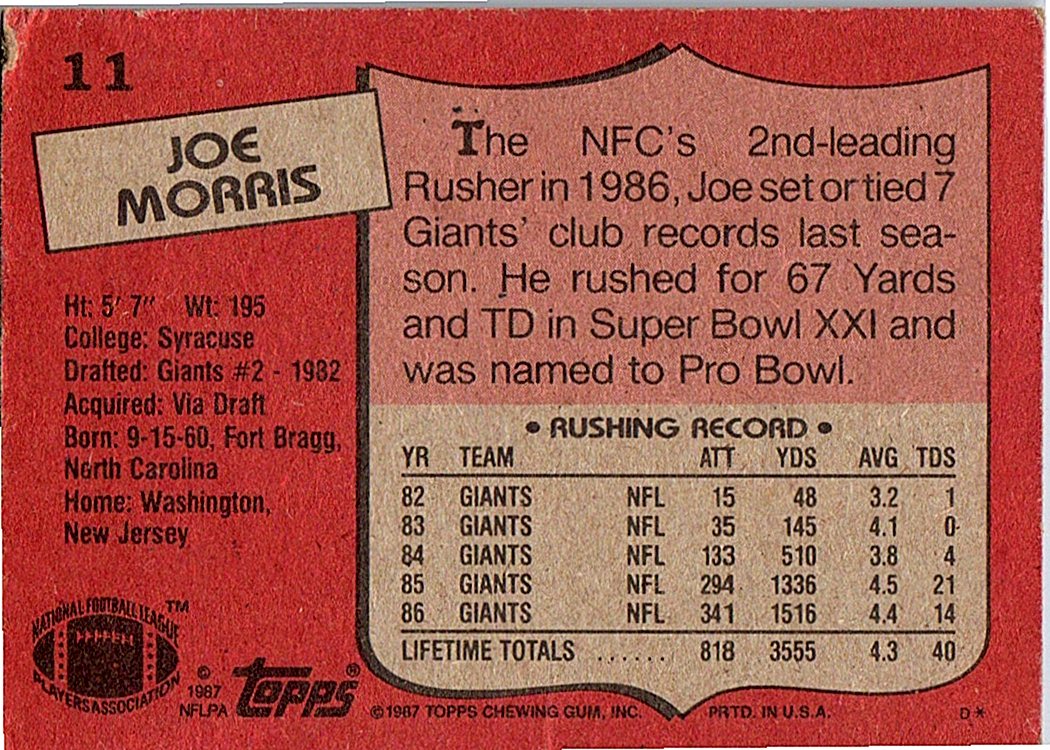 11
JOE
MORRIS
Ht: 5' 7" Wt: 195
College: Syracuse
Drafted: Giants #2 - 1982
Acquired: Via Draft
Born: 9-15-60, Fort Bragg,
North Carolina
Home: Washington,
New Jersey
The NFC's 2nd-leading
Rusher in 1986, Joe set or tied 7
Giants' club records last sea-
son. He rushed for 67 Yards
and TD in Super Bowl XXI and
was named to Pro Bowl.
• RUSHING RECORD •
YR TEAM ATT YDS AVG TDS
82 GIANTS NFL 15 48 3.2 1
83 GIANTS NFL 35 145 4.1 0
84 GIANTS NFL 133 510 3.8 4
85 GIANTS NFL 294 1336 4.5 21
86 GIANTS NFL 341 1516 4.4 14
LIFETIME TOTALS ...... 818 3555 4.3 40
NATIONAL FOOTBALL LEAGUE ™
PLAYERS ASSOCIATION
©
1987
NFLPA
topps®
©1987 TOPPS CHEWING GUM, INC. PRTD. IN U.S.A. D*